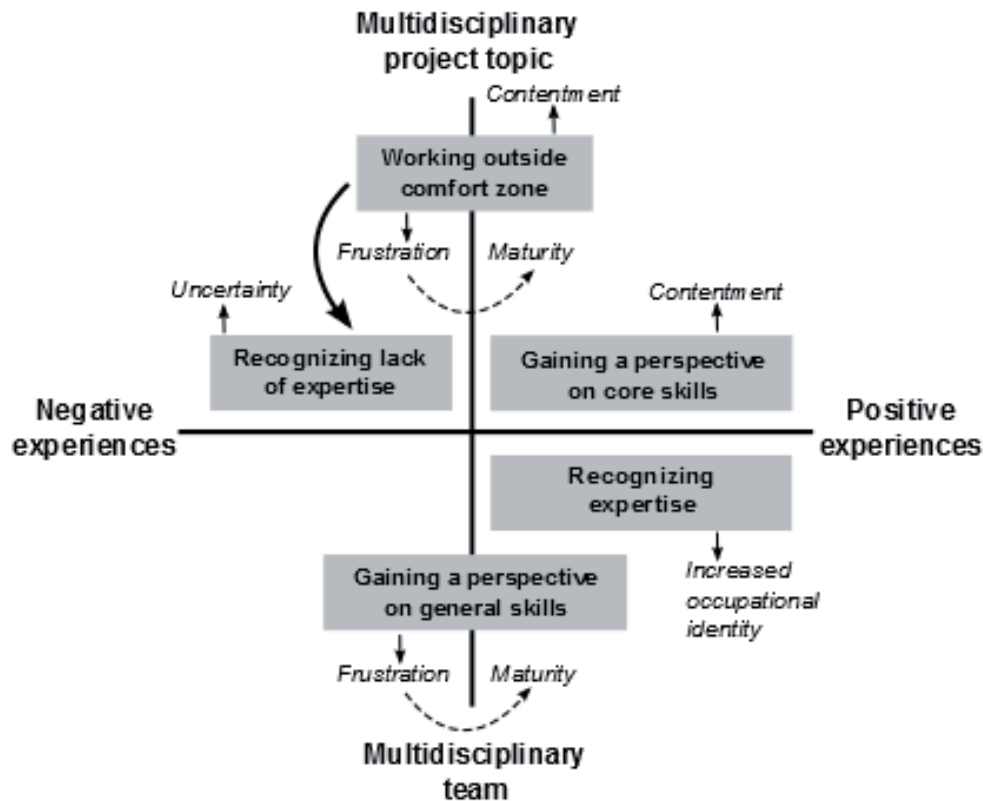 Multidisciplinary
project topic
Contentment
Working outside
comfort zone
Frustration
Maturity
Uncertainty
Contentment
Recognizing lack
of expertise
Gaining a perspective
on core skills
Negative
experiences
Positive
experiences
Recognizing
expertise
Increased
occupational
identity
Gaining a perspective
on general skills
Frustration
Maturity
Multidisciplinary
team